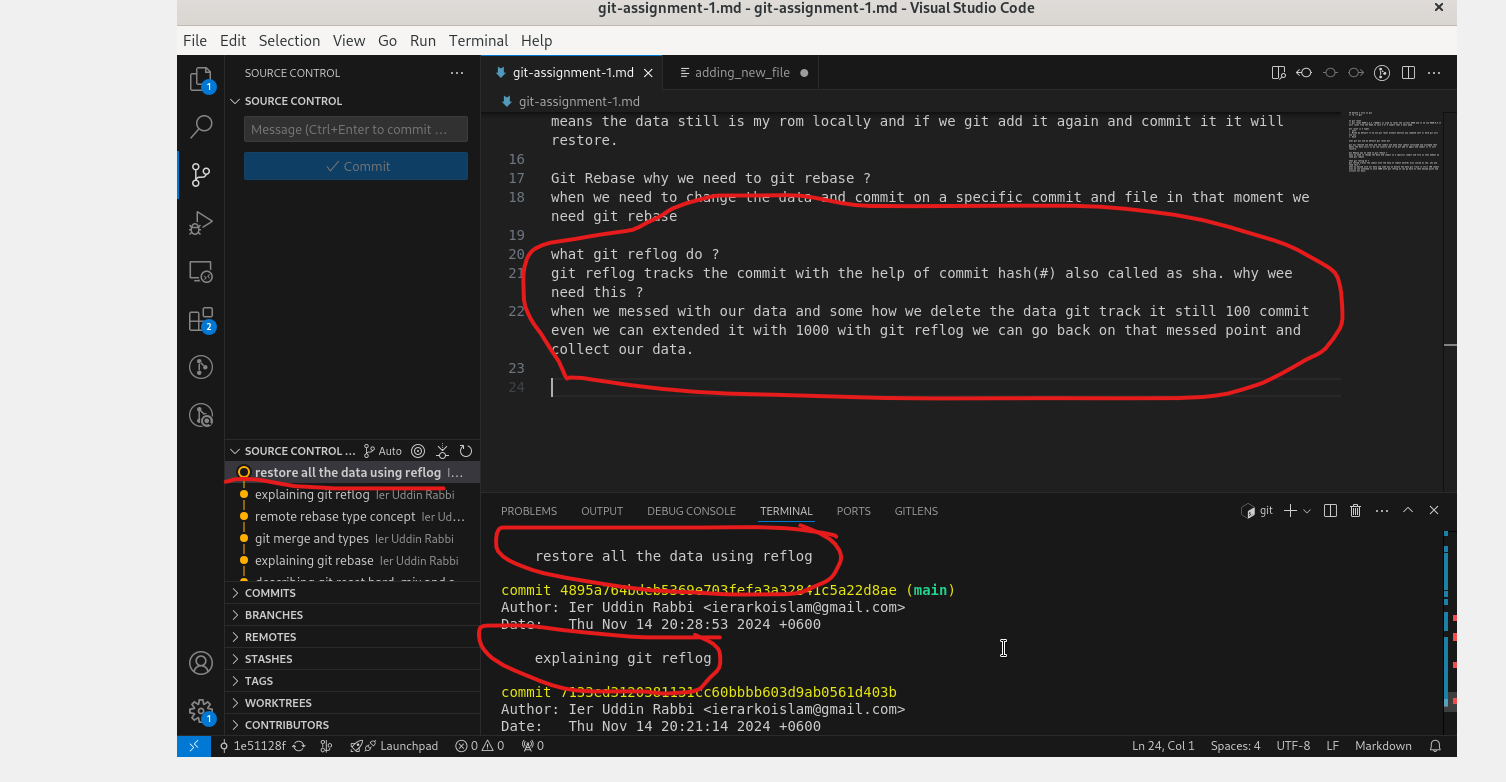 git-assignment-1.md - git-assignment-1.md - Visual Studio Code
File Edit Selection View Go Run Terminal Help
SOURCE CONTROL
SOURCE CONTROL
Message (Ctrl+Enter to commit ...
Commit
1
2
1
git-assignment-1.md
adding_new_file
git-assignment-1.md
means the data still is my rom locally and if we git add it again and commit it it will
restore.
16
17 Git Rebase why we need to git rebase ?
18 when we need to change the data and commit on a specific commit and file in that moment we
need git rebase
19
20 what git reflog do ?
21 git reflog tracks the commit with the help of commit hash(#) also called as sha. why wee
need this ?
22 when we messed with our data and some how we delete the data git track it still 100 commit
even we can extended it with 1000 with git reflog we can go back on that messed point and
collect our data.
23
24
SOURCE CONTROL ... Auto
restore all the data using reflog I...
explaining git reflog Ier Uddin Rabbi
remote rebase type concept Ier Ud...
git merge and types Ier Uddin Rabbi
explaining git rebase Ier Uddin Rabbi
COMMITS
BRANCHES
REMOTES
STASHES
TAGS
WORKTREES
CONTRIBUTORS
PROBLEMS OUTPUT DEBUG CONSOLE TERMINAL PORTS GITLENS
git
restore all the data using reflog
commit (main)
Author: Ier Uddin Rabbi <ierarkoislam@gmail.com>
Date: Thu Nov 14 20:28:53 2024 +0600
explaining git reflog
commit
Author: Ier Uddin Rabbi <ierarkoislam@gmail.com>
Date: Thu Nov 14 20:21:14 2024 +0600
1e51128f Launchpad 0 0 0
Ln 24, Col 1 Spaces: 4 UTF-8 LF Markdown